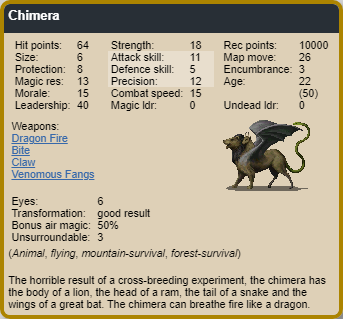 Chimera
Hit points: 64 Strength: 18 Rec points: 10000
Size: 6 Attack skill: 11 Map move: 26
Protection: 8 Defence skill: 5 Encumbrance: 3
Magic res: 13 Precision: 12 Age: 22
Morale: 15 Combat speed: 15 (50)
Leadership: 40 Magic ldr: 0 Undead ldr: 0
Weapons:
Dragon Fire
Bite
Claw
Venomous Fangs
Eyes: 6
Transformation: good result
Bonus air magic: 50%
Unsurroundable: 3
(Animal, flying, mountain-survival, forest-survival)
The horrible result of a cross-breeding experiment, the chimera has
the body of a lion, the head of a ram, the tail of a snake and the
wings of a great bat. The chimera can breathe fire like a dragon.